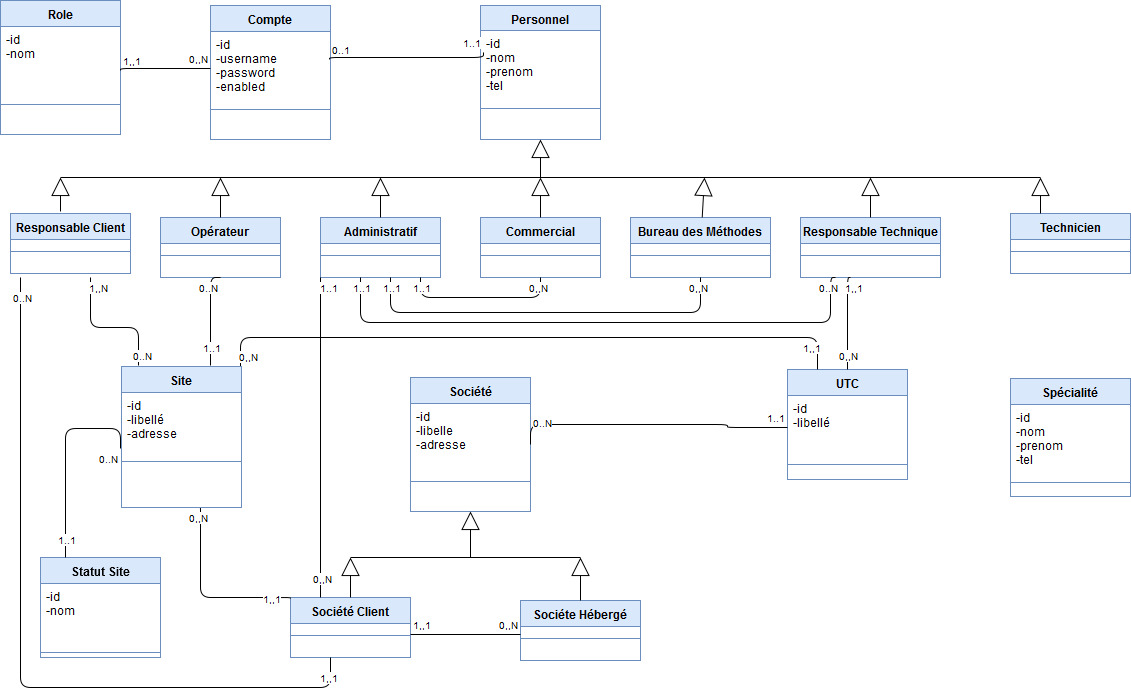 Role
-id
-nom
1,,1
0,,N
Compte
-id
-username
-password
-enabled
0..1
1..1
Personnel
-id
-nom
-prenom
-tel
Responsable Client
Opérateur
Administratif
Commercial
Bureau des Méthodes
Responsable Technique
Technicien
0..N
1,,N
0..N
1..1
1..1
1..1
1..1
0,,N
0,,N
0..N
1,,1
0..N
1..1
0,,N
1,,1
0,,N
Site
-id
-libellé
-adresse
0..N
0,,N
Société
-id
-libelle
-adresse
0..N
1..1
UTC
-id
-libellé
Spécialité
-id
-nom
-prenom
-tel
1..1
Statut Site
-id
-nom
0,,N
1,,1
Société Client
1,,1
0,,N
Sociéte Hébergé
1,,1